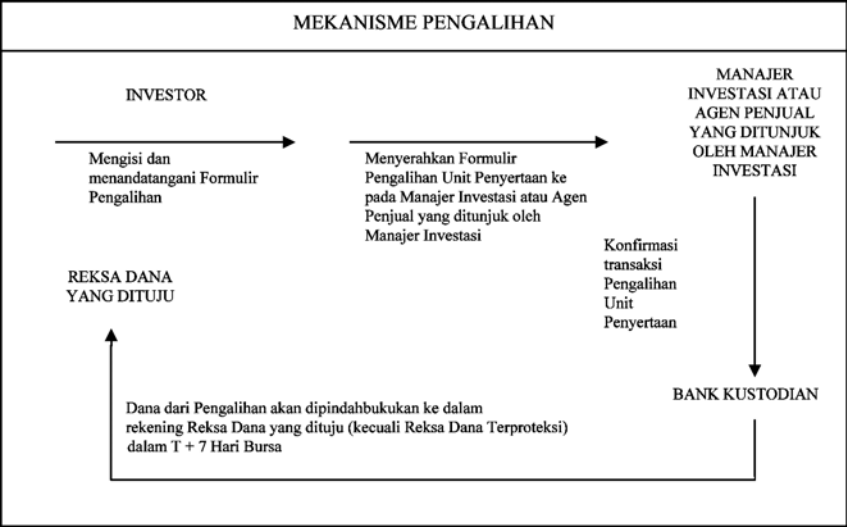 MEKANISME PENGALIHAN
INVESTOR
Mengisi dan
menandatangani Formulir
Pengalihan
Menyerahkan Formulir
Pengalihan Unit Penyertaan ke
pada Manajer Investasi atau Agen
Penjual yang ditunjuk oleh
Manajer Investasi
MANAJER
INVESTASI ATAU
AGEN PENJUAL
YANG DITUNJUK
OLEH MANAJER
INVESTASI
Konfirmasi
transaksi
Pengalihan
Unit
Penyertaan
BANK KUSTODIAN
Dana dari Pengalihan akan dipindahbukukan ke dalam
rekening Reksa Dana yang dituju (kecuali Reksa Dana Terproteksi)
dalam T + 7 Hari Bursa
REKSA DANA
YANG DITUJU